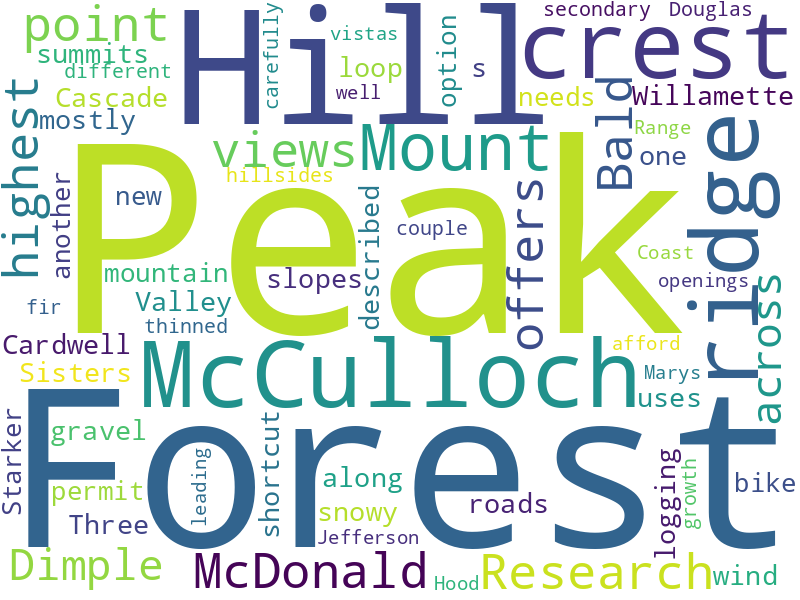 point
Hill
crest
secondary
Douglas
summits
different
Cascade
mostly
carefully
vistas
loop
well
option
s
needs
Willamette
highest
views
Mount
Bald
Range
one
another
new
hillsides
Peak
described
couple
offers
ridge
across
mountain
slopes
Valley
thinned
fir
Coast
openings
Cardwell
Sisters
McCulloch
afford
Marys
uses
Starker
gravel
Forest
permit
Three
leading
shortcut
along
snowy
Jefferson
roads
logging
growth
bike
Dimple
McDonald
Hood
Research
wind